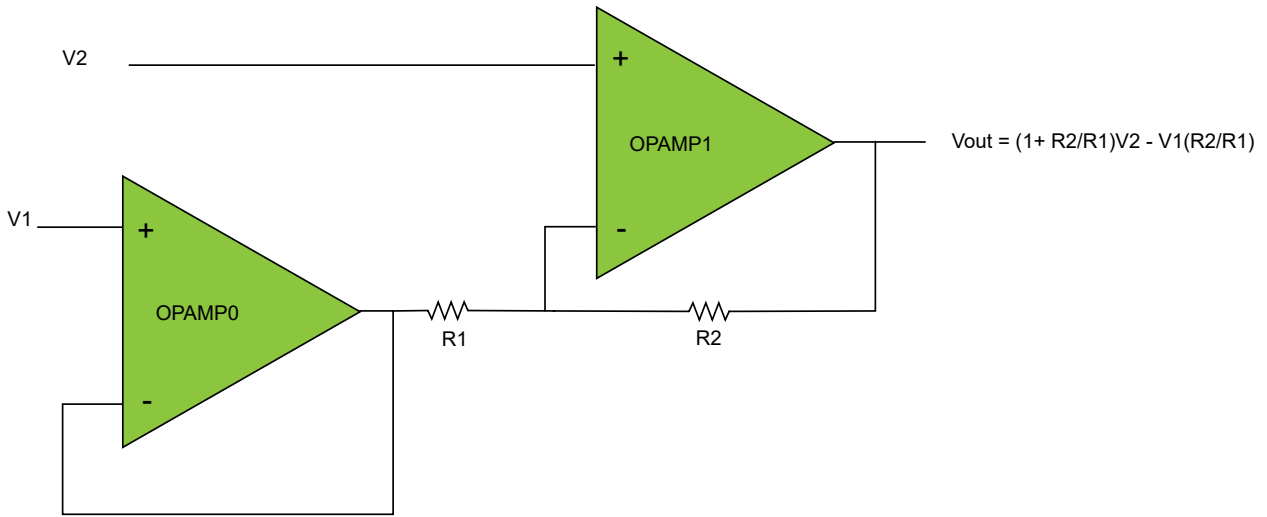 V2
+
OPAMP1
-
Vout = (1+ R2/R1)V2 - V1(R2/R1)
V1
+
OPAMP0
-
R1
R2